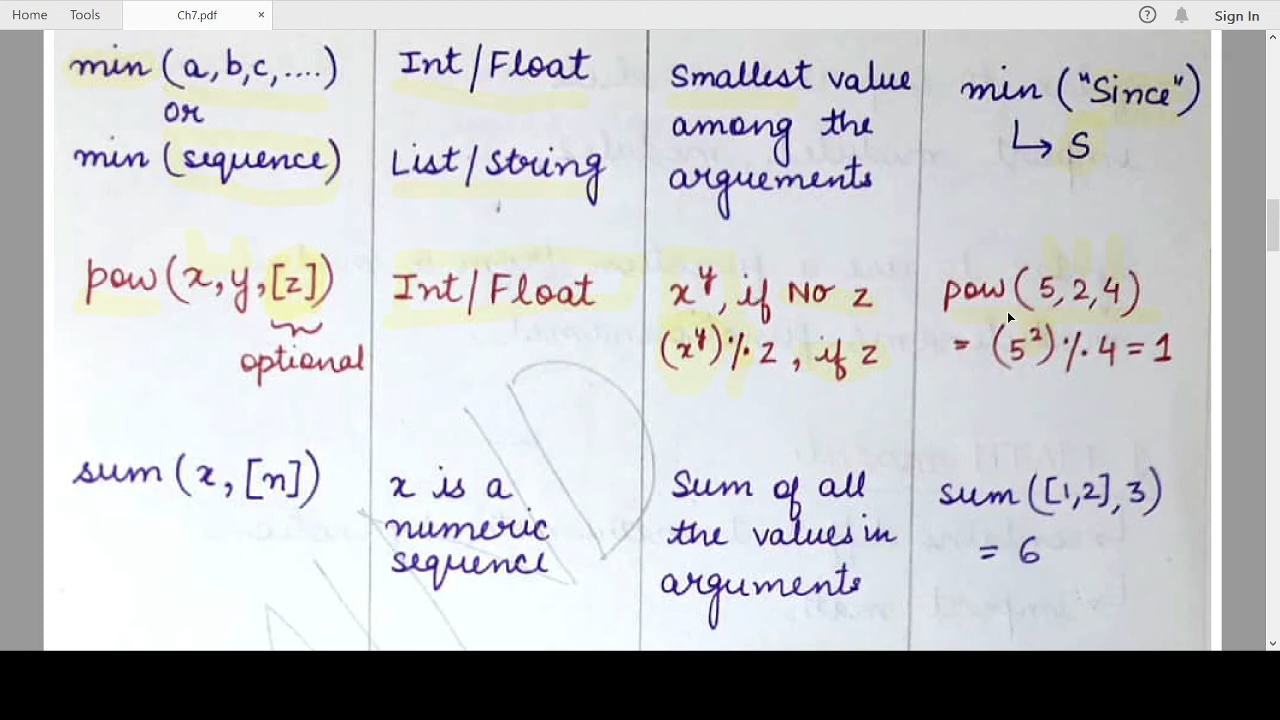 Home Tools Ch7.pdf × Sign In
min (a, b, c, ....)
or
min (sequence)
Int / Float
List / String
Smallest value
among the
arguements
min ("Since")
↳ S
pow (x, y, [z])
optional
Int / Float
x^y, if No z
(x^y) % z, if z
pow (5, 2, 4)
= (5²) % 4 = 1
sum (x, [n])
x is a
numeric
sequence
Sum of all
the values in
arguments
sum ([1,2], 3)
= 6